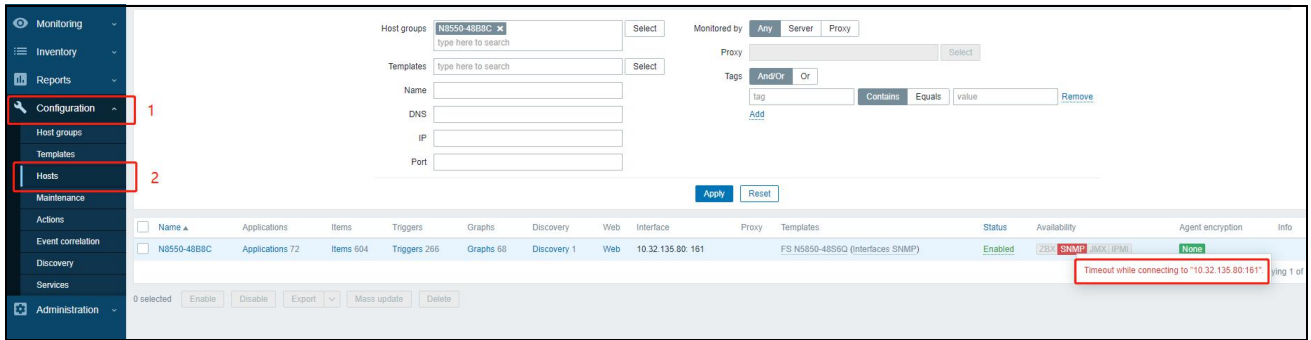 Monitoring
Inventory
Reports
Configuration
1
Host groups
Templates
Hosts
2
Maintenance
Actions
Event correlation
Discovery
Services
Administration
Host groups N8550-48B8C × Select
type here to search
Templates type here to search Select
Name
DNS
IP
Port
Monitored by Any Server Proxy
Proxy Select
Tags And/Or Or
tag Contains Equals value Remove
Add
Apply Reset
Name Applications Items Triggers Graphs Discovery Web Interface Proxy Templates Status Availability Agent encryption Info
N8550-48B8C Applications 72 Items 604 Triggers 266 Graphs 68 Discovery 1 Web 10.32.135.80: 161 FS N5850-48S6Q (Interfaces SNMP) Enabled ZBX SNMP JMX IPMI None
Timeout while connecting to "10.32.135.80:161".
ying 1 of
0 selected Enable Disable Export Mass update Delete